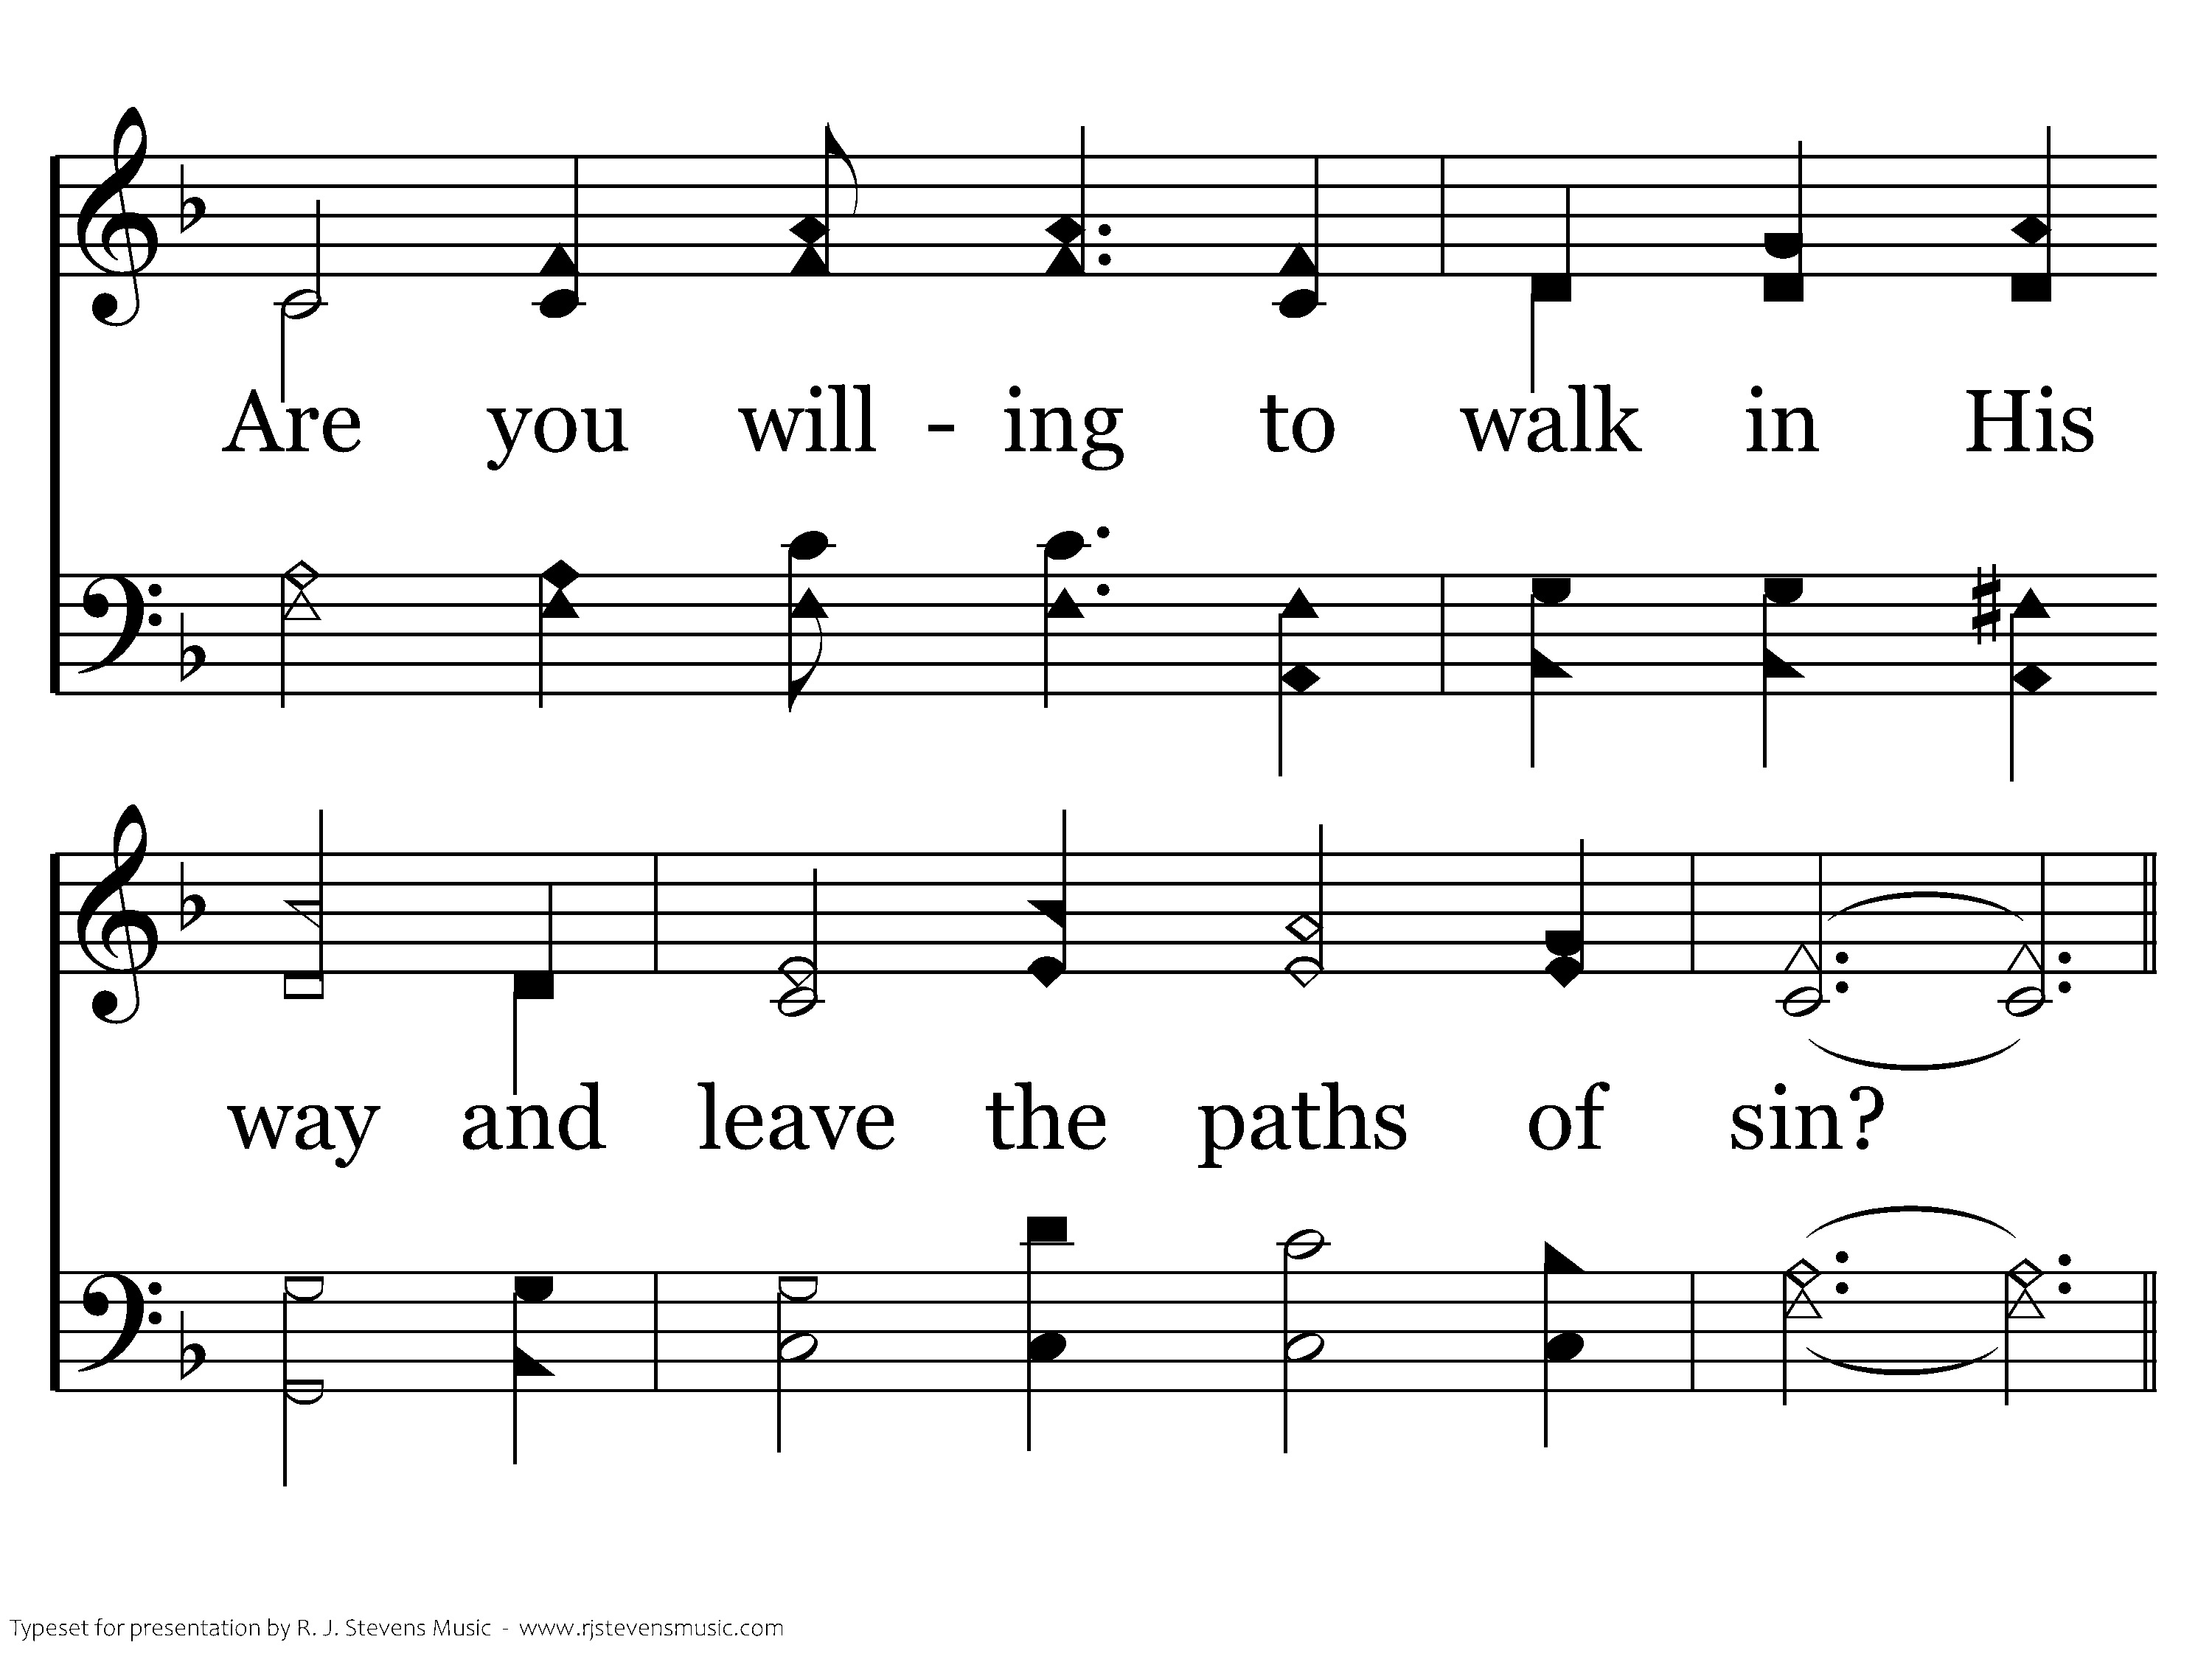 Are you will - ing to walk in His
way and leave the paths of sin?
Typeset for presentation by R. J. Stevens Music - www.rjstevensmusic.com